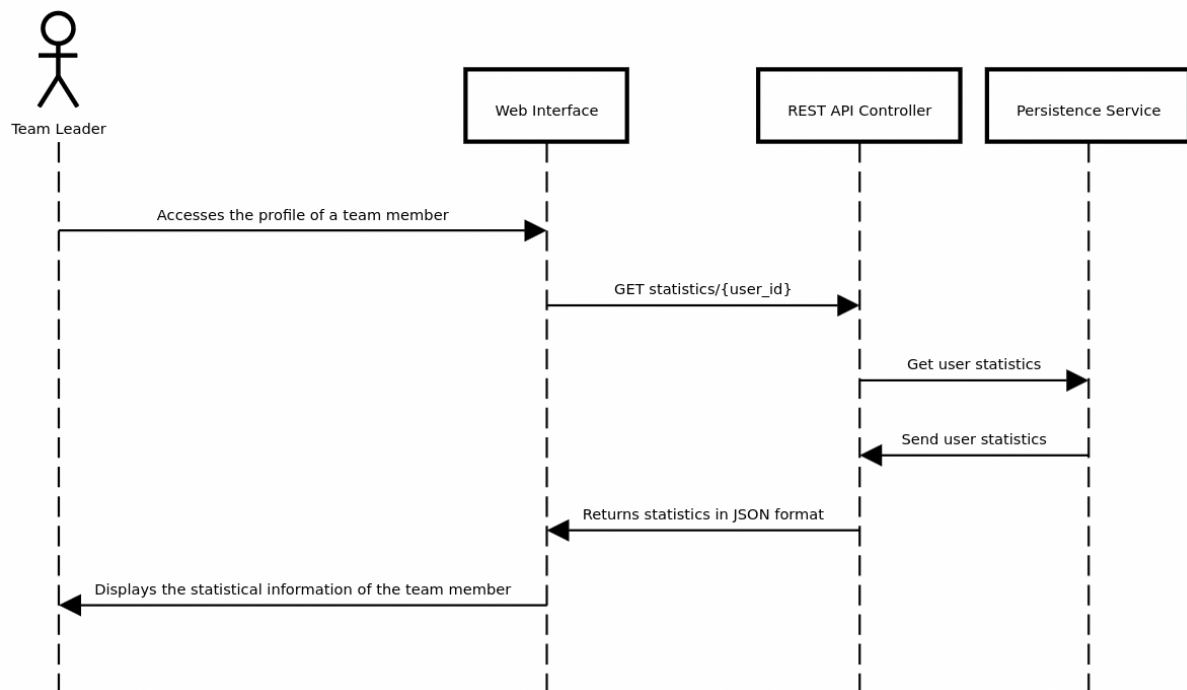 Team Leader
Web Interface
REST API Controller
Persistence Service
Accesses the profile of a team member
GET statistics/{user_id}
Get user statistics
Send user statistics
Returns statistics in JSON format
Displays the statistical information of the team member